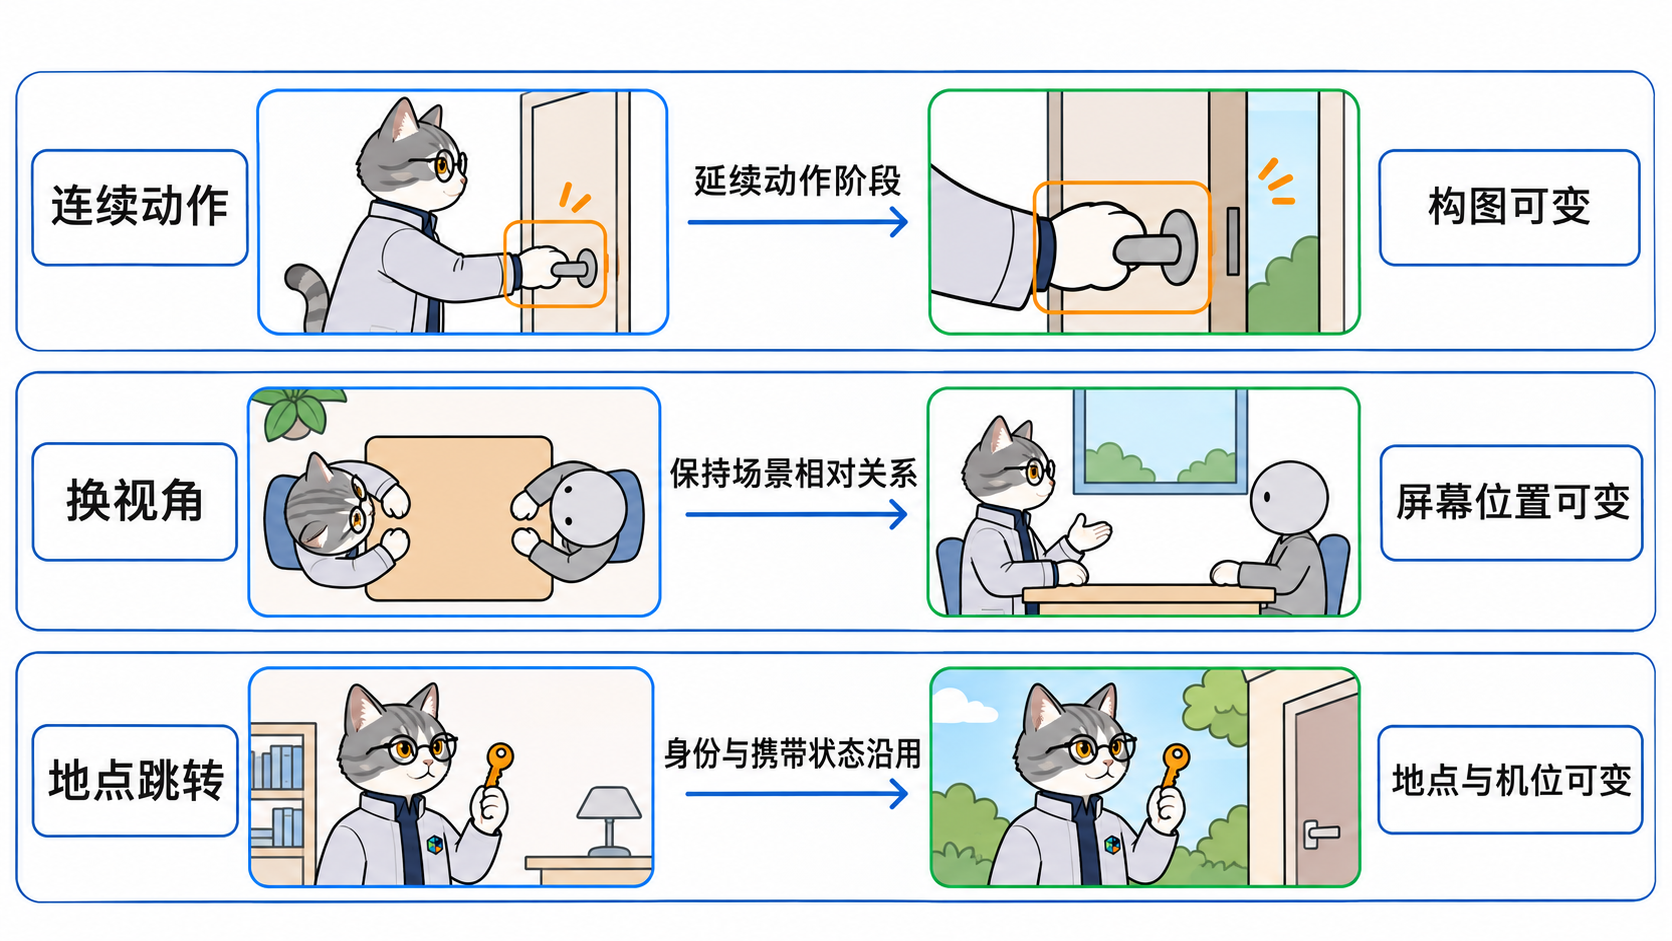 连续动作
延续动作阶段
构图可变
换视角
保持场景相对关系
屏幕位置可变
地点跳转
身份与携带状态沿用
地点与机位可变